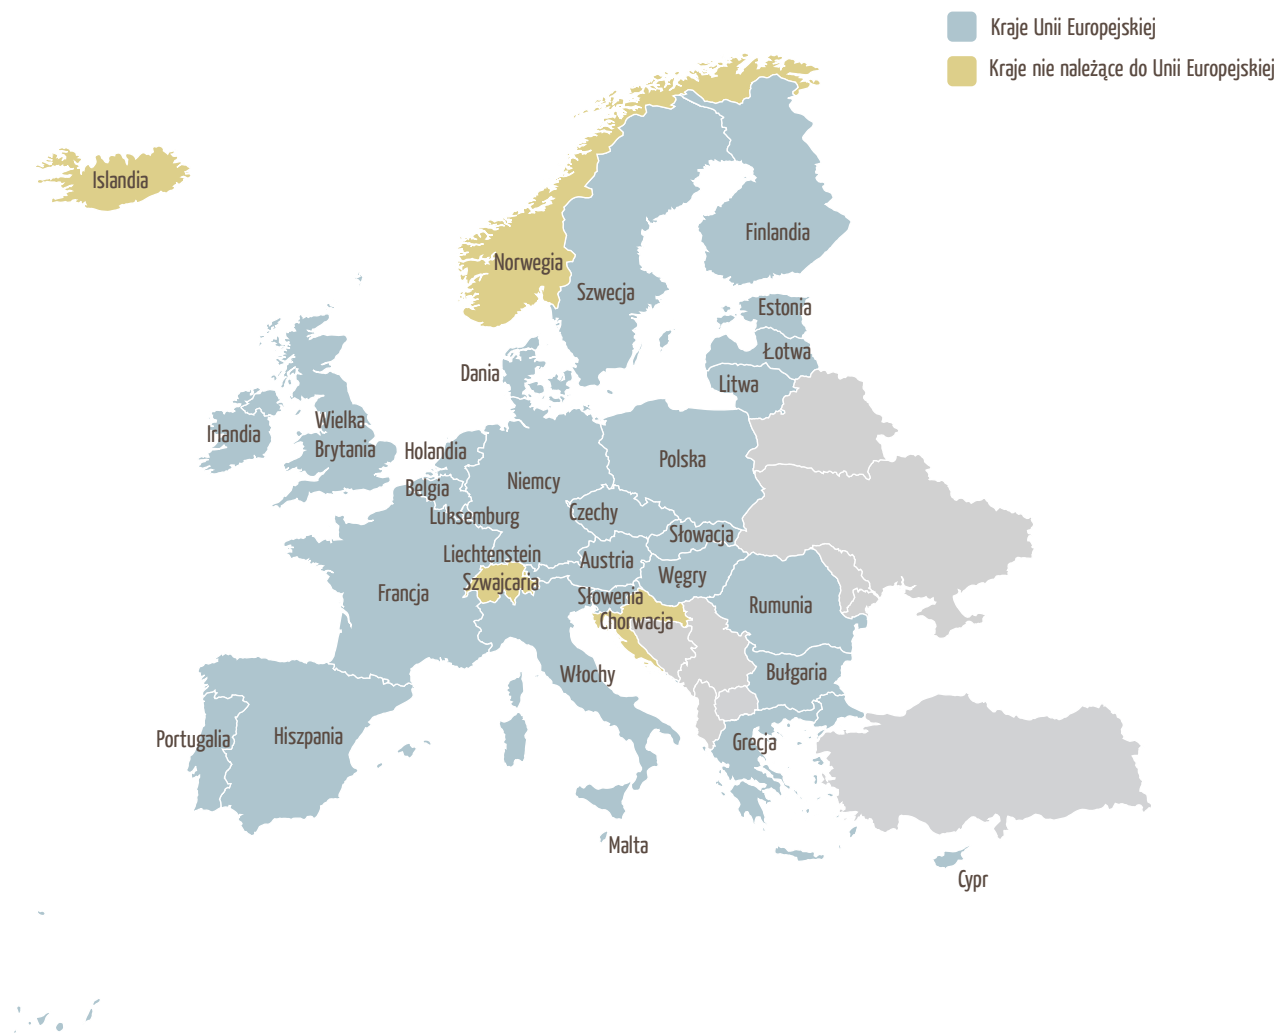 Kraje Unii Europejskiej
Kraje nie należące do Unii Europejskiej
Islandia
Norwegia
Finlandia
Szwecja
Estonia
Łotwa
Litwa
Dania
Irlandia
Wielka
Brytania
Holandia
Belgia
Luksemburg
Niemcy
Polska
Czechy
Słowacja
Liechtenstein
Szwajcaria
Austria
Węgry
Francja
Słowenia
Chorwacja
Rumunia
Włochy
Bułgaria
Portugalia
Hiszpania
Grecja
Malta
Cypr